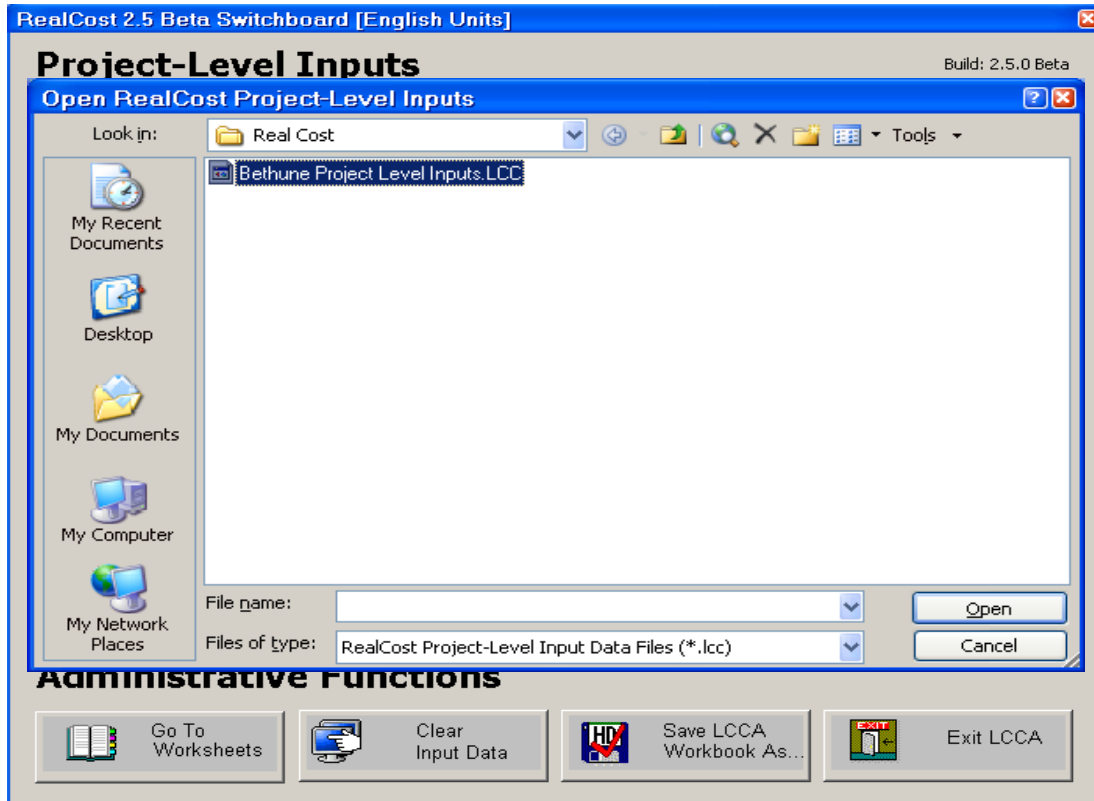 RealCost 2.5 Beta Switchboard [English Units]
Project-Level Inputs
Build: 2.5.0 Beta
Open RealCost Project-Level Inputs
Look in:
Real Cost
Tools
Bethune Project Level Inputs.LCC
My Recent
Documents
Desktop
My Documents
My Computer
My Network
Places
File name:
Open
Files of type:
RealCost Project-Level Input Data Files (*.lcc)
Cancel
Administrative Functions
Go To
Worksheets
Clear
Input Data
HD
Save LCCA
Workbook As...
EXIT
Exit LCCA